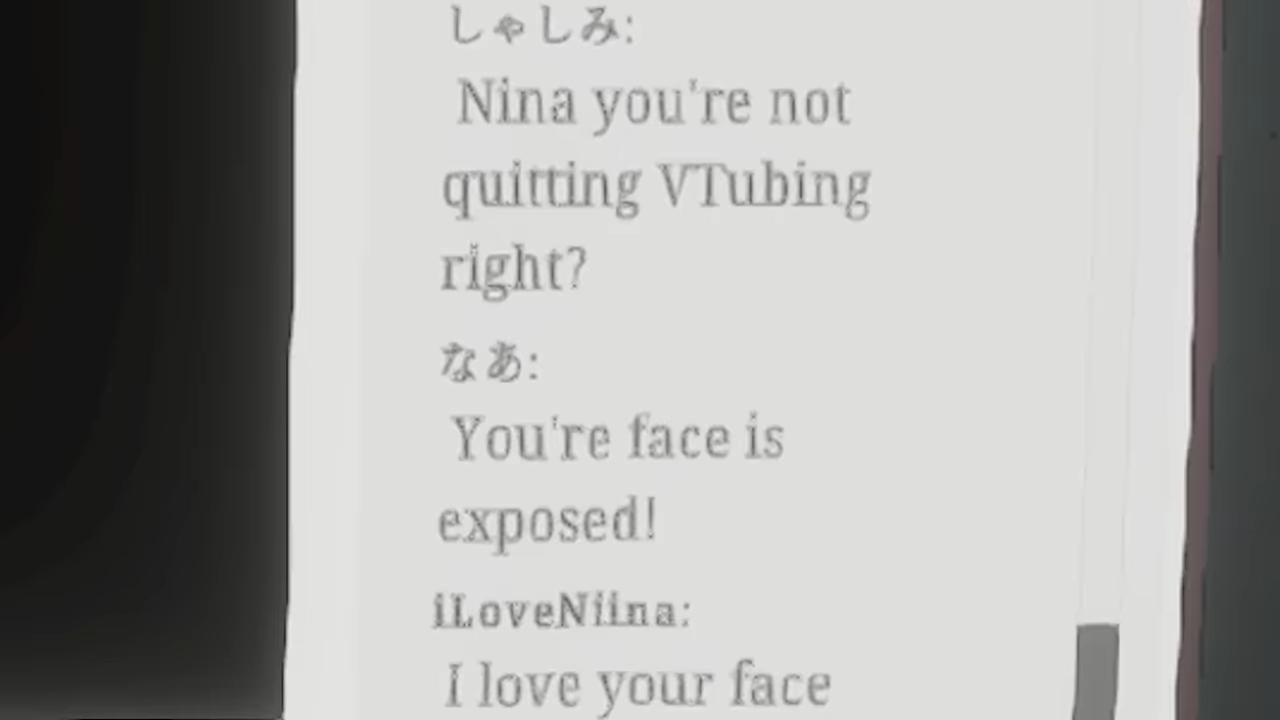 しゃしみ:
Nina you're not
quitting VTubing
right?
なあ:
You're face is
exposed!
iLoveNiina:
I love your face